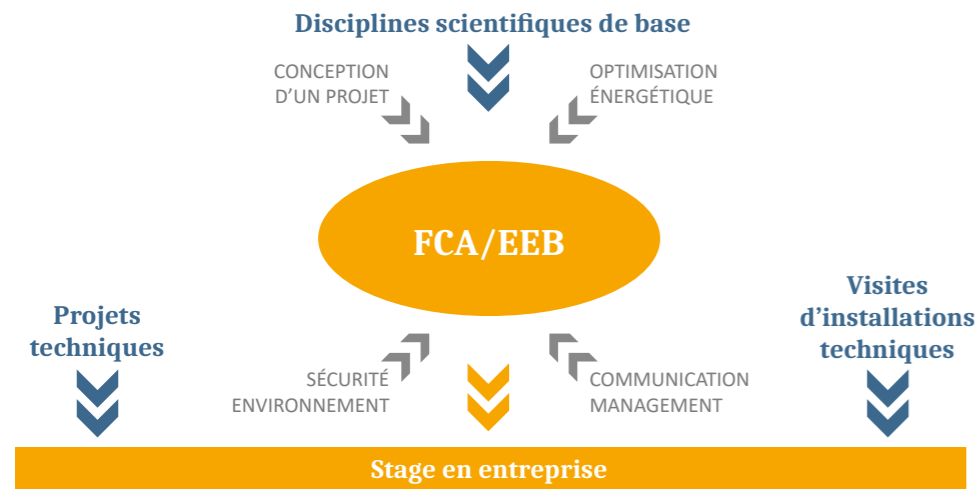 Disciplines scientifiques de base
CONCEPTION
D’UN PROJET
OPTIMISATION
ÉNERGÉTIQUE
FCA/EEB
Projets
techniques
Visites
d’installations
techniques
SÉCURITÉ
ENVIRONNEMENT
COMMUNICATION
MANAGEMENT
Stage en entreprise